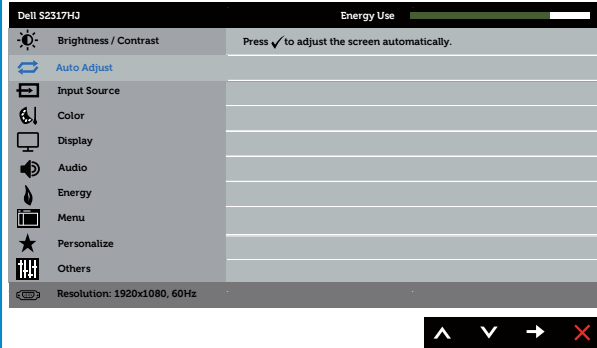 Dell S2317HJ Energy Use
Brightness / Contrast Press ✓to adjust the screen automatically.
Auto Adjust
Input Source
Color
Display
Audio
Energy
Menu
Personalize
Others
Resolution: 1920x1080, 60Hz